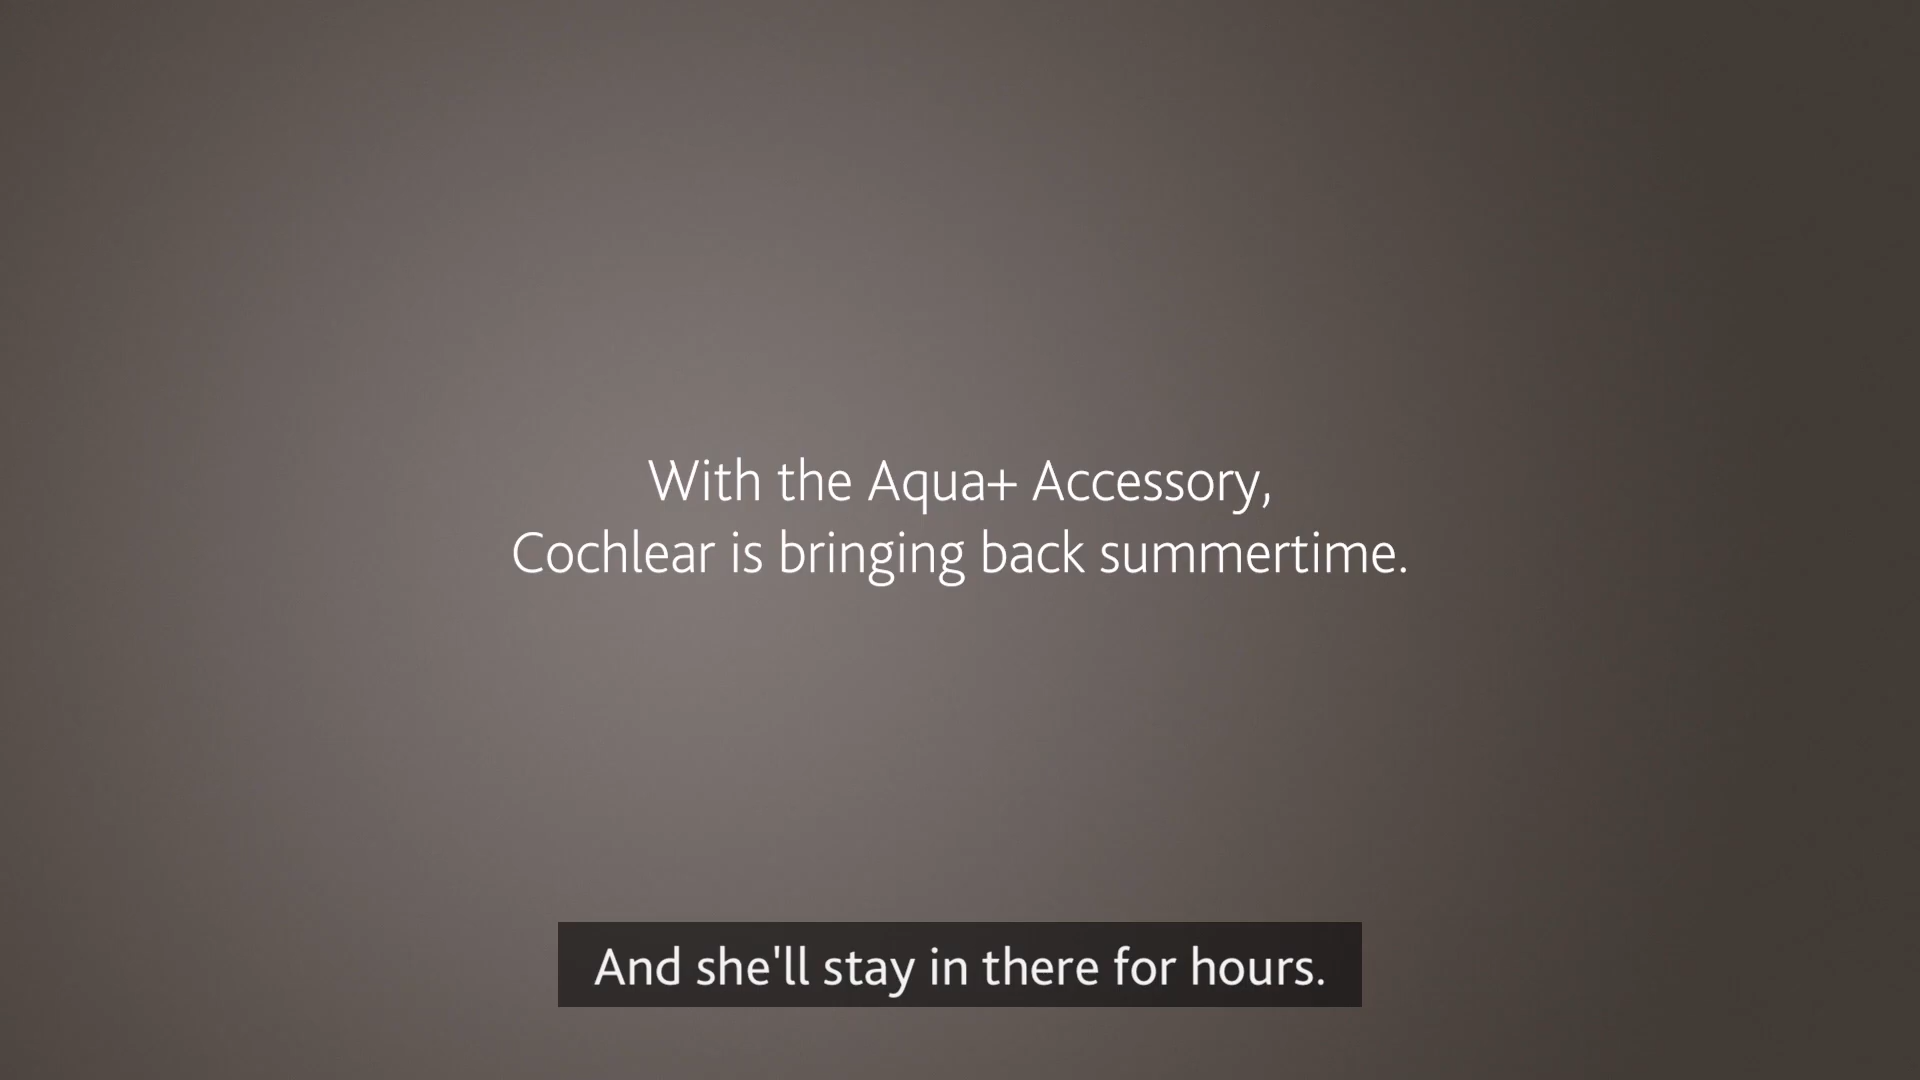 With the Aqua+ Accessory,
Cochlear is bringing back summertime.
And she'll stay in there for hours.